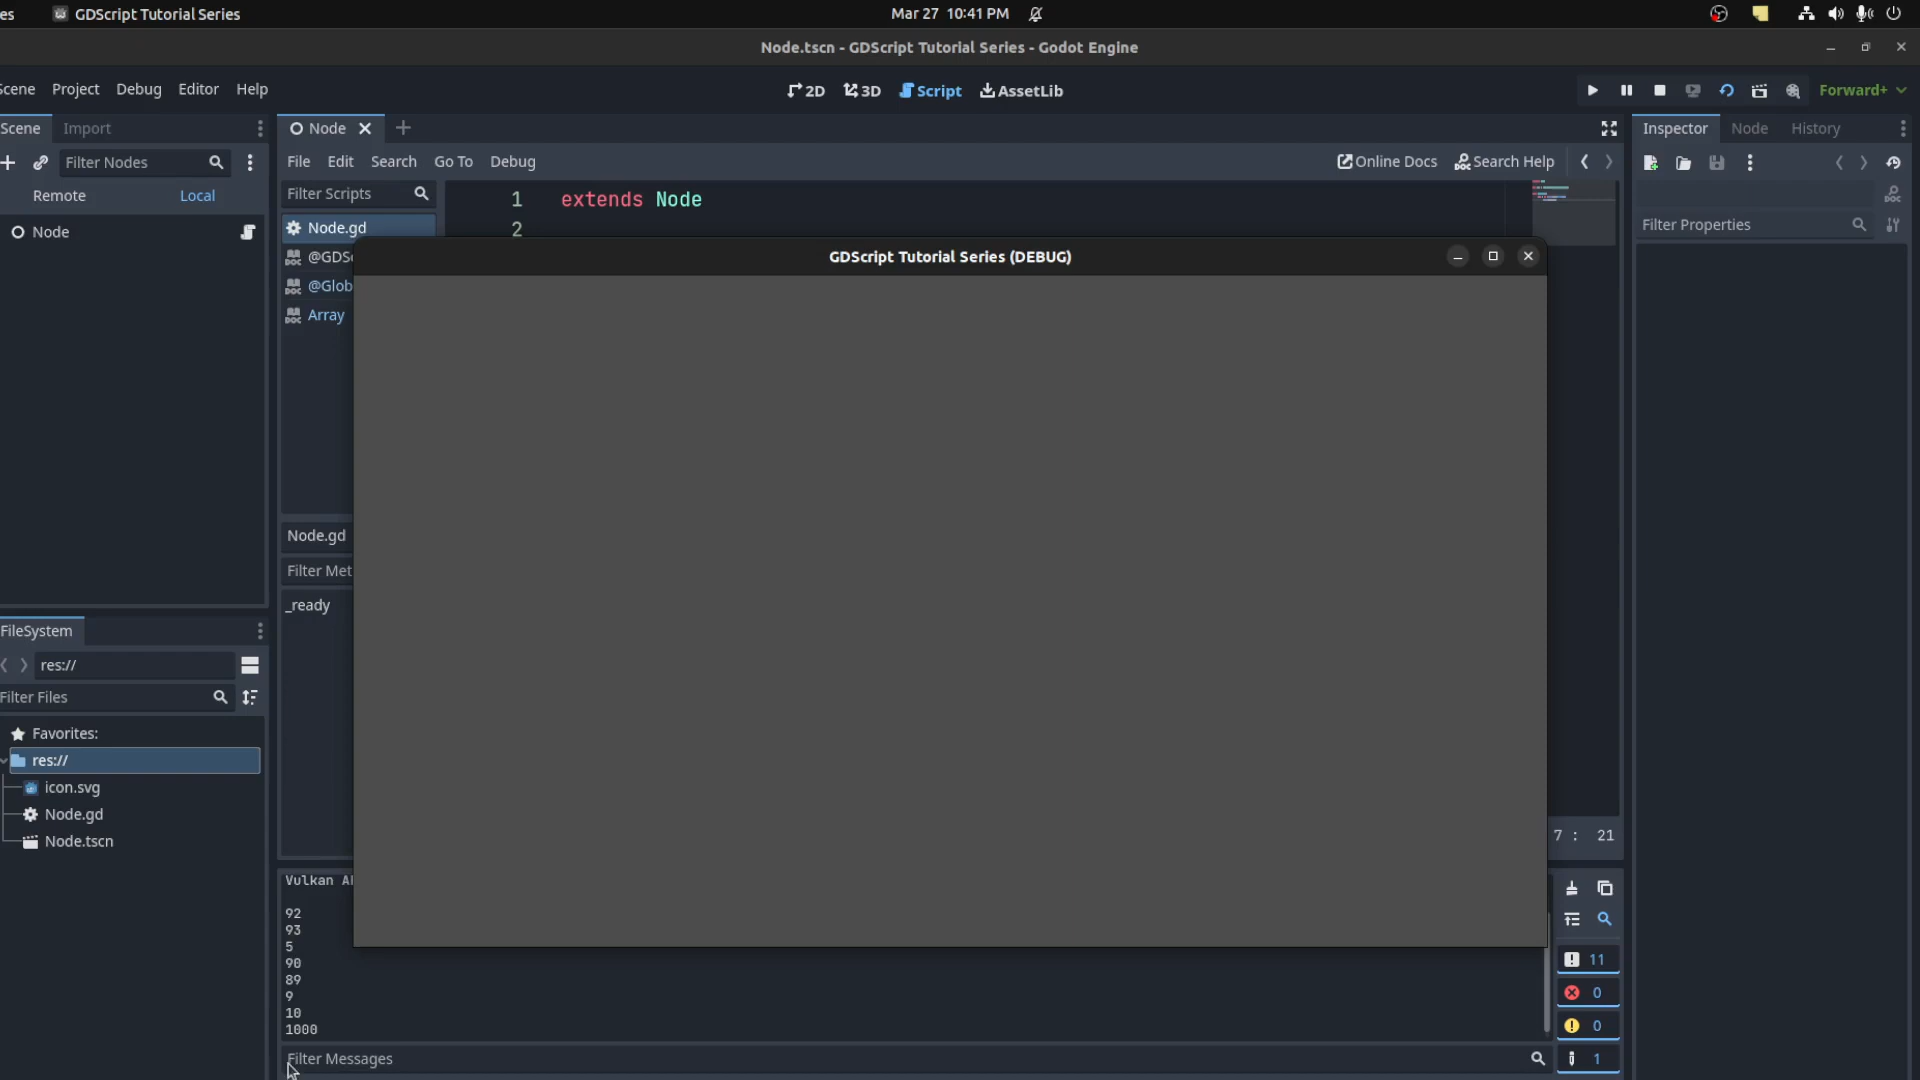 es GDScript Tutorial Series Mar 27 10:41 PM
Node.tscn - GDScript Tutorial Series - Godot Engine
Scene Project Debug Editor Help 2D 3D Script AssetLib Forward+
Scene Import Node Inspector Node History
Filter Nodes File Edit Search Go To Debug Online Docs Search Help
Remote Local Filter Scripts 1 extends Node
Node Node.gd 2 Filter Properties
@GDSc GDScript Tutorial Series (DEBUG)
@Glob
Array
Node.gd
Filter Met
_ready
FileSystem
res://
Filter Files
Favorites:
res://
icon.svg
Node.gd
Node.tscn
7 : 21
Vulkan A
92
93
5
90
89
9
10
1000
11
0
0
1
Filter Messages